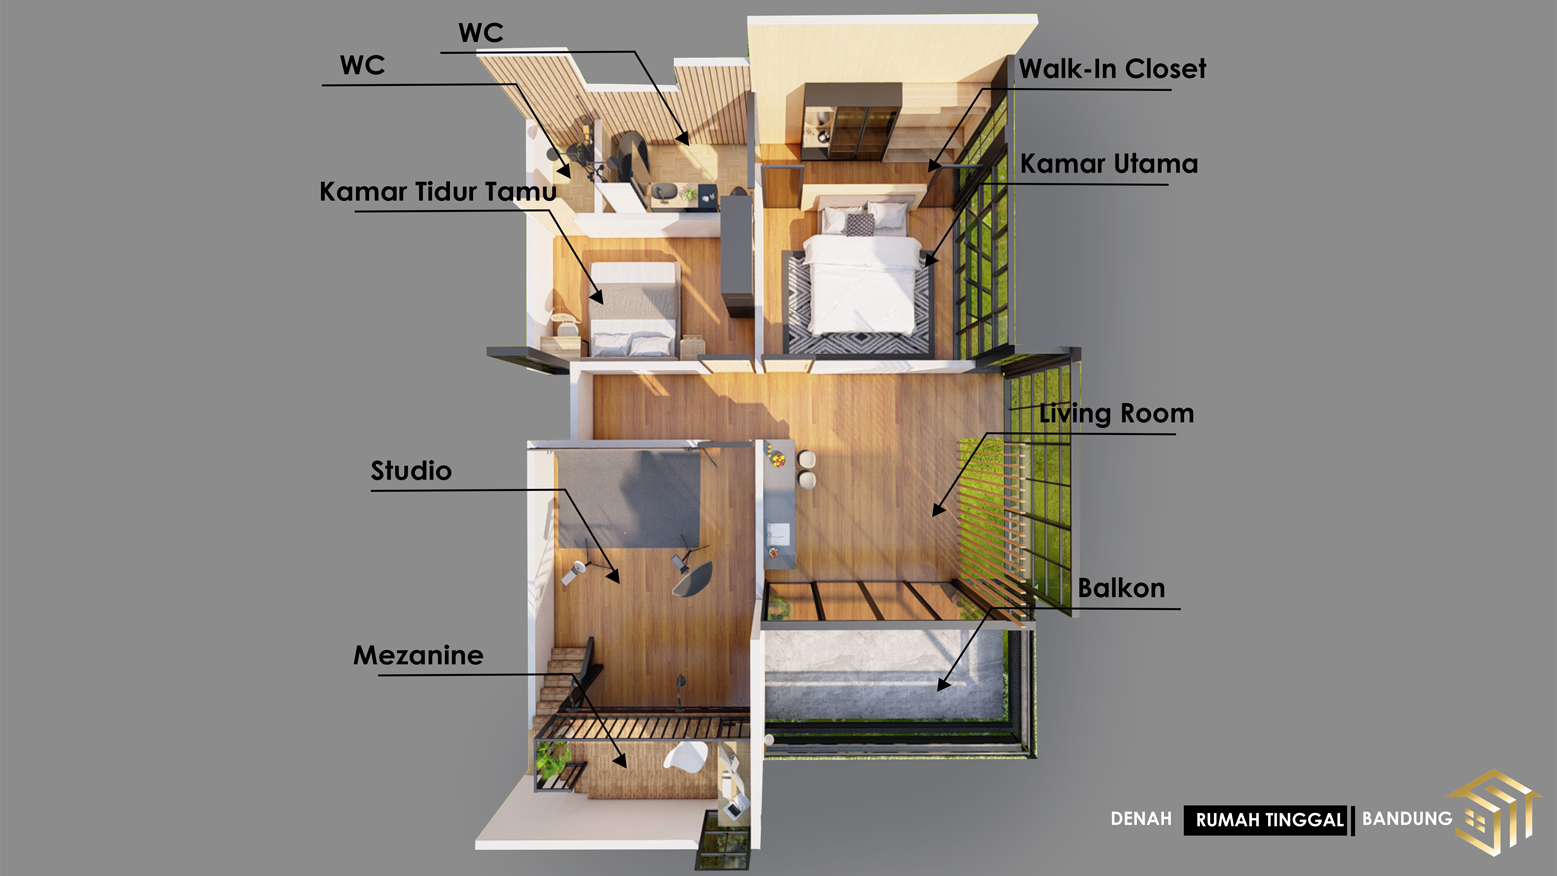 WC
WC
Walk-In Closet
Kamar Utama
Kamar Tidur Tamu
Living Room
Studio
Balkon
Mezanine
DENAH RUMAH TINGGAL BANDUNG